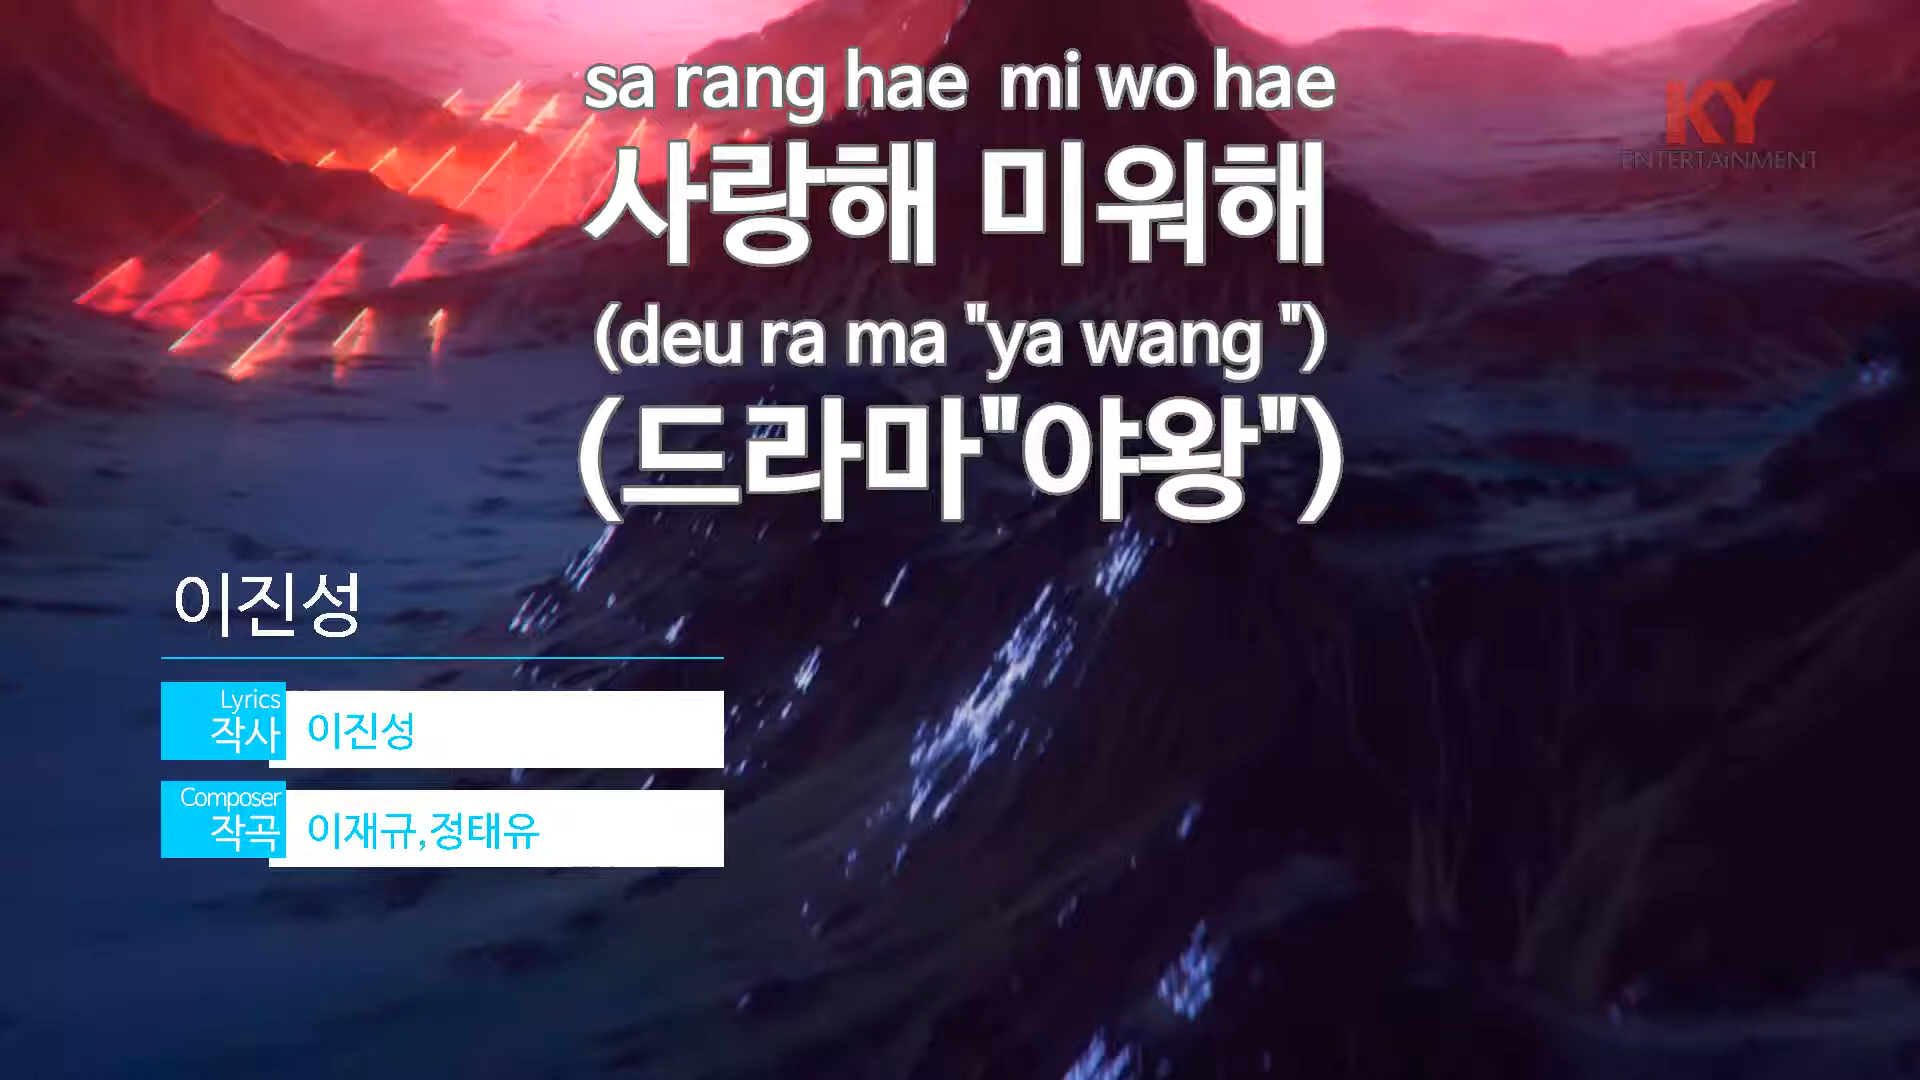 sa rang hae mi wo hae
사랑해 미워해
(deu ra ma "ya wang ")
(드라마"야왕")
KY
ENTERTAINMENT
이진성
Lyrics
작사
이진성
Composer
작곡
이재규,정태유